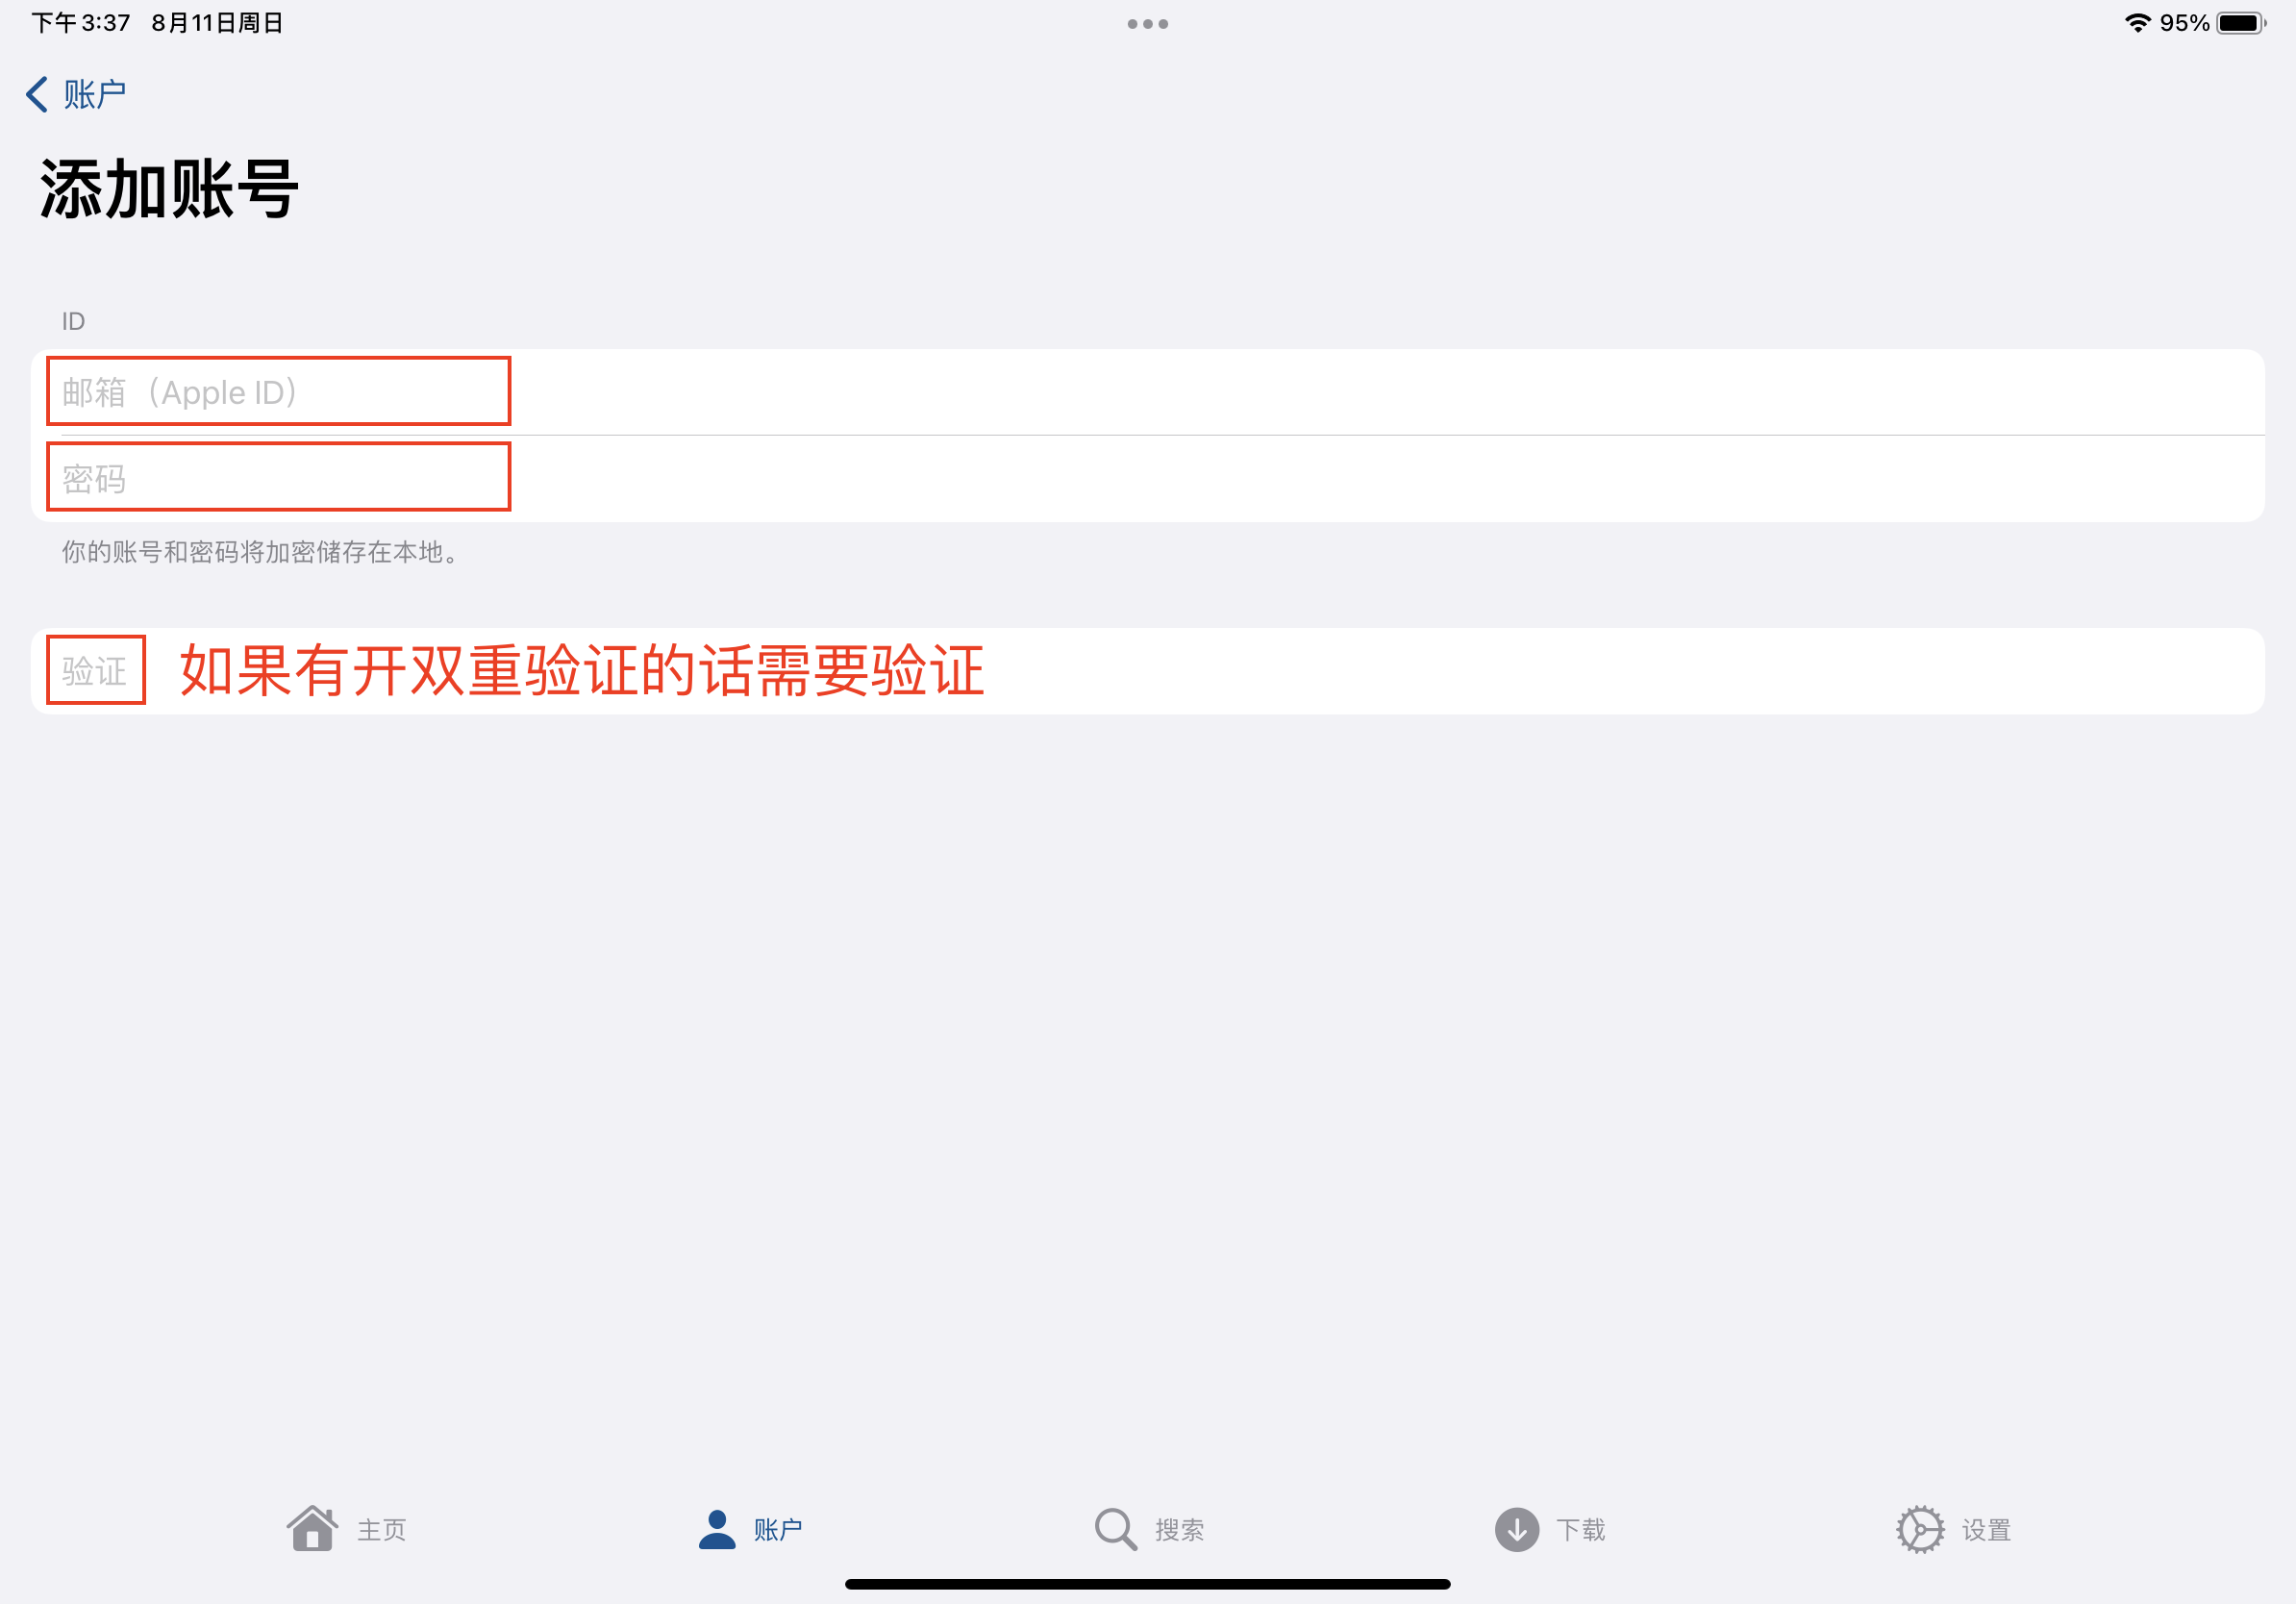 下午3:37 8月11日周日 95%
账户
添加账号
ID
邮箱（Apple ID）
密码
你的账号和密码将加密储存在本地。
验证 如果有开双重验证的话需要验证
主页 账户 搜索 下载 设置